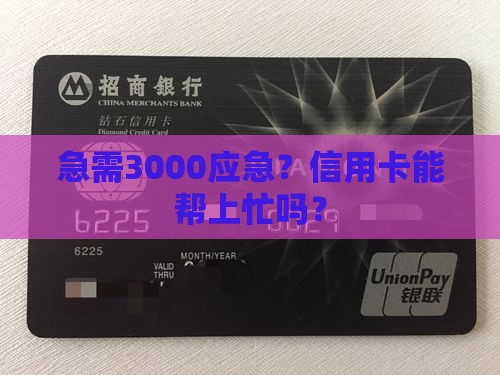 招商銀行
CHINA MERCHANTS BANK
钻石信用卡
Diamond Credit Card
急需3000应急？信用卡能
帮上忙吗？
6225
6225
MONTH/YEAR
VALID
THRU
UnionPay
银联